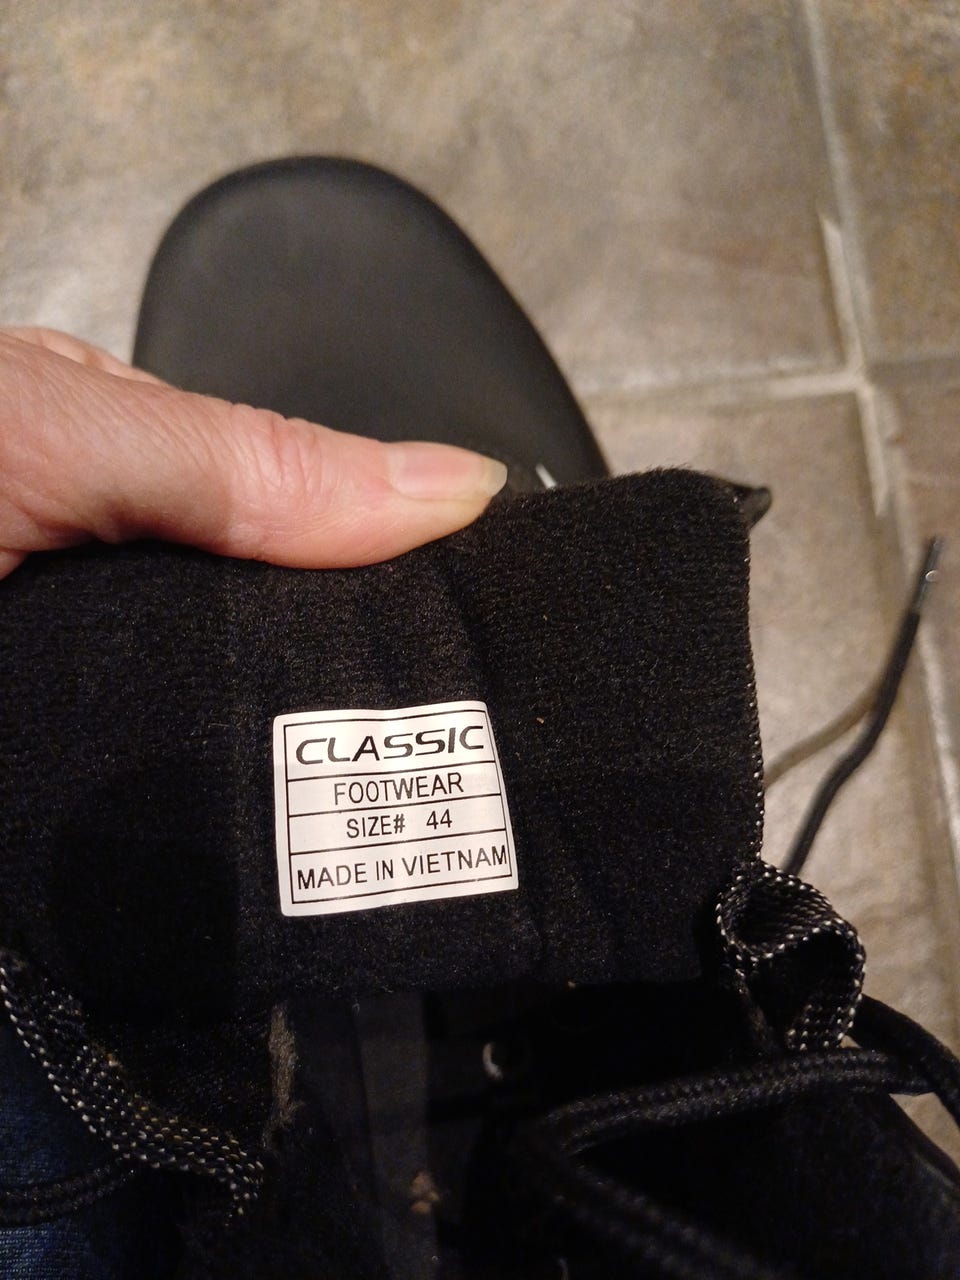 CLASSIC
FOOTWEAR
SIZE# 44
MADE IN VIETNAM